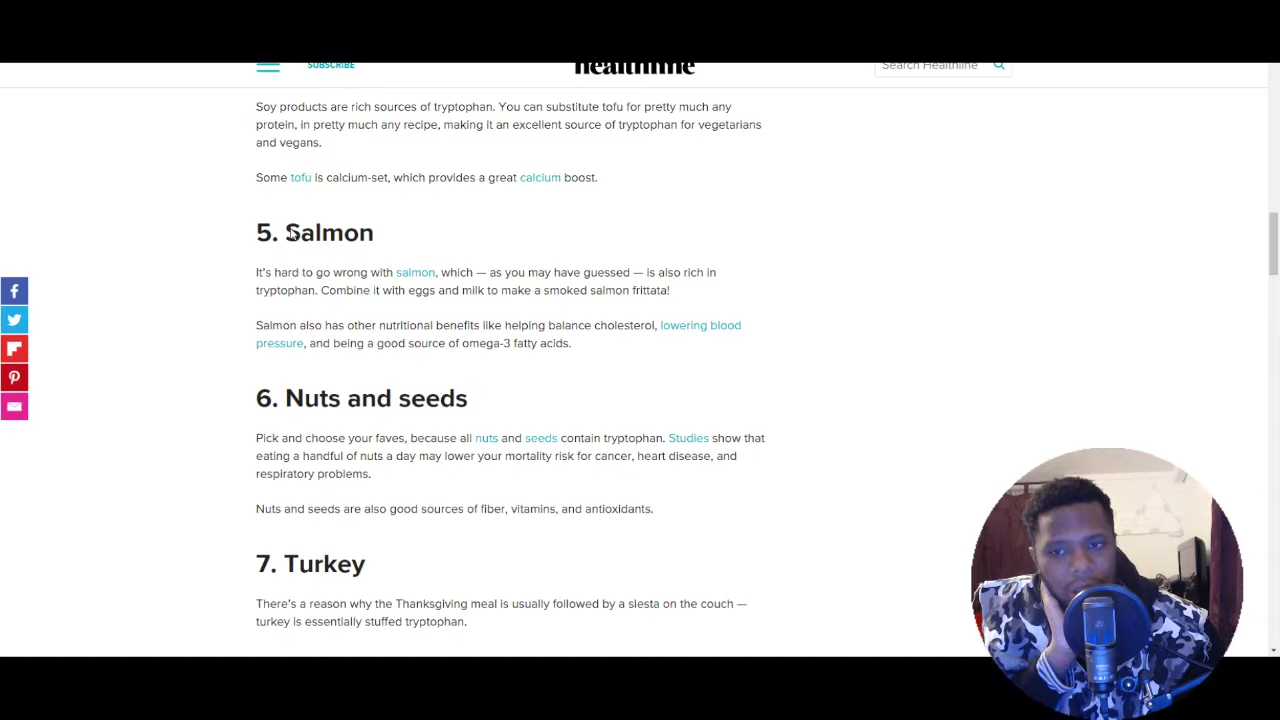 SUBSCRIBE
healthline
Search Healthline
Soy products are rich sources of tryptophan. You can substitute tofu for pretty much any
protein, in pretty much any recipe, making it an excellent source of tryptophan for vegetarians
and vegans.
Some tofu is calcium-set, which provides a great calcium boost.
5. Salmon
It's hard to go wrong with salmon, which — as you may have guessed — is also rich in
tryptophan. Combine it with eggs and milk to make a smoked salmon frittata!
Salmon also has other nutritional benefits like helping balance cholesterol, lowering blood
pressure, and being a good source of omega-3 fatty acids.
6. Nuts and seeds
Pick and choose your faves, because all nuts and seeds contain tryptophan. Studies show that
eating a handful of nuts a day may lower your mortality risk for cancer, heart disease, and
respiratory problems.
Nuts and seeds are also good sources of fiber, vitamins, and antioxidants.
7. Turkey
There's a reason why the Thanksgiving meal is usually followed by a siesta on the couch —
turkey is essentially stuffed tryptophan.